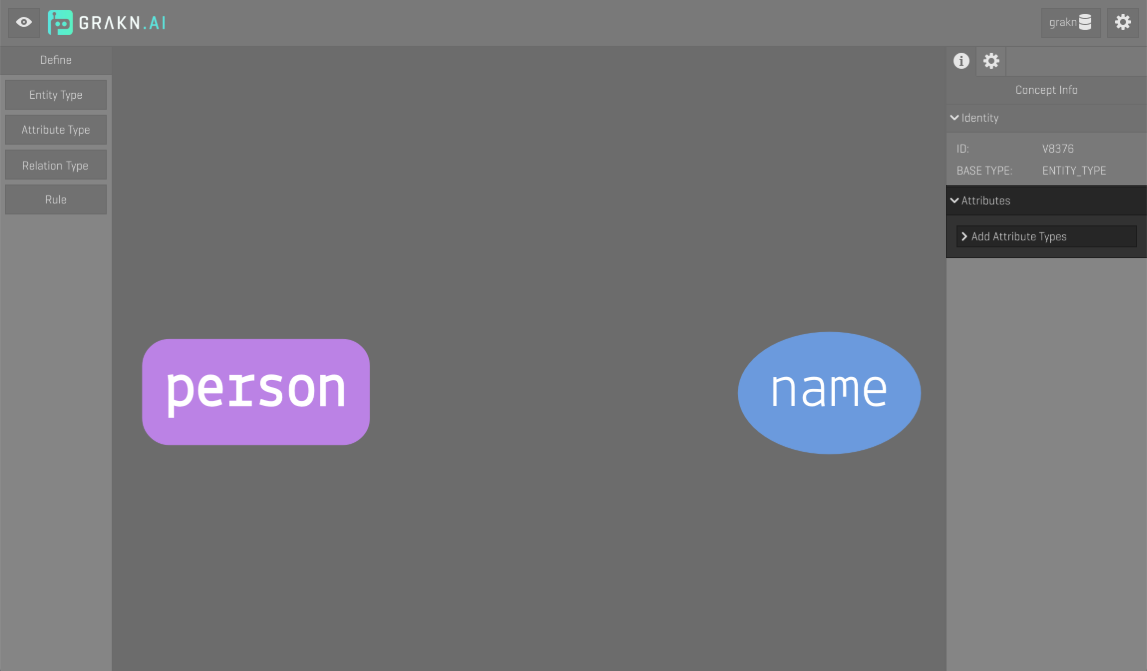 GRAKN.AI
grakn
Define
Entity Type
Attribute Type
Relation Type
Rule
person
name
Concept Info
Identity
ID: V8376
BASE TYPE: ENTITY_TYPE
Attributes
Add Attribute Types